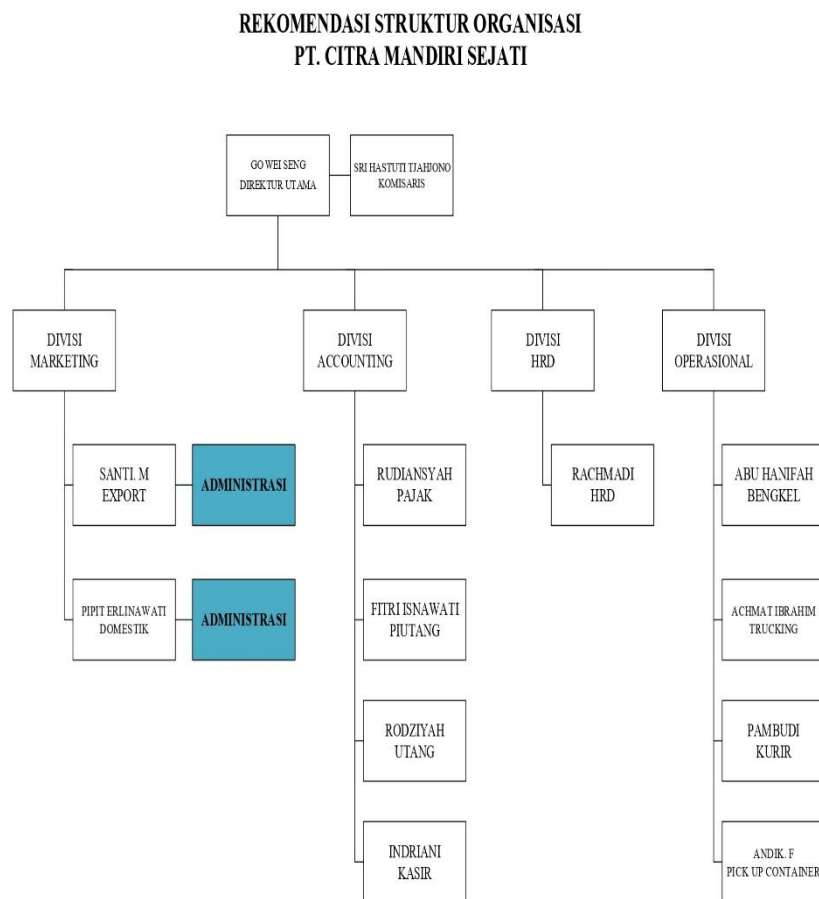 REKOMENDASI STRUKTUR ORGANISASI
PT. CITRA MANDIRI SEJATI
GO WEI SENG
DIREKTUR UTAMA
SRI HASTUTI TJAHJONO
KOMISARIS
DIVISI
MARKETING
DIVISI
ACCOUNTING
DIVISI
HRD
DIVISI
OPERASIONAL
SANTI. M
EXPORT
ADMINISTRASI
RUDIANSYAH
PAJAK
RACHMADI
HRD
ABU HANIFAH
BENGKEL
PIPIT ERLINAWATI
DOMESTIK
ADMINISTRASI
FITRI ISNAWATI
PIUTANG
ACHMAT IBRAHIM
TRUCKING
RODZIYAH
UTANG
PAMBUDI
KURIR
INDRIANI
KASIR
ANDIK. F
PICK UP CONTAINER